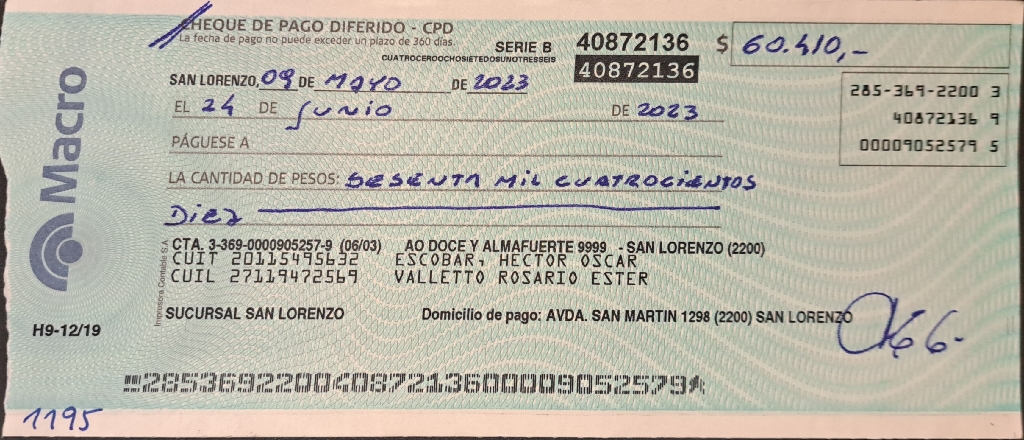 CHEQUE DE PAGO DIFERIDO - CPD
La fecha de pago no puede exceder un plazo de 360 días.
SERIE B 40872136 $ 60.410,-
CUATROCEROOCHOSIETEDOSUNOTRESSEIS
40872136
SAN LORENZO, 09 DE MAYO DE 2023
EL 24 DE Junio DE 2023
285-369-2200 3
40872136 9
00009052579 5
PÁGUESE A
LA CANTIDAD DE PESOS: SESENTA MIL CUATROCIENTOS
Diez
Macro
CTA. 3-369-0000905257-9 (06/03) AO DOCE Y ALMAFUERTE 9999 - SAN LORENZO (2200)
CUIT 20115495632 ESCOBAR, HECTOR OSCAR
CUIL 27119472569 VALLETTO ROSARIO ESTER
Impresora Contable S.A.
SUCURSAL SAN LORENZO Domicilio de pago: AVDA. SAN MARTIN 1298 (2200) SAN LORENZO
H9-12/19
285369220040872136000090525794
1195